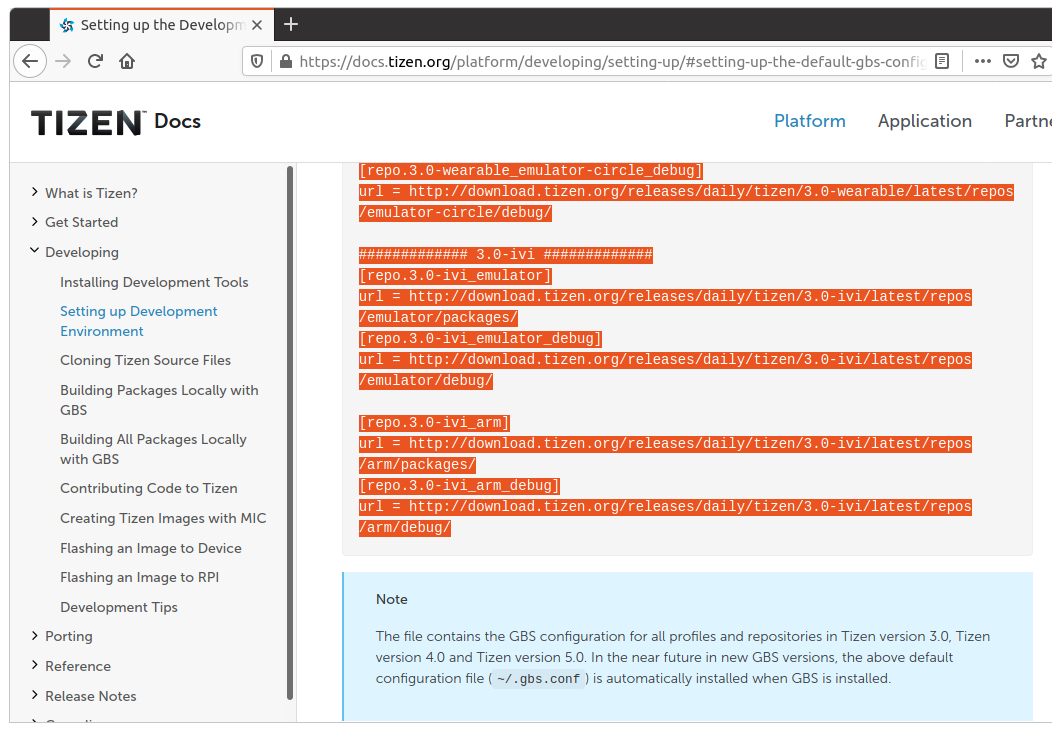 Setting up the Developm
https://docs.tizen.org/platform/developing/setting-up/#setting-up-the-default-gbs-config
TIZEN™ Docs
Platform
Application
Partne
What is Tizen?
Get Started
Developing
Installing Development Tools
Setting up Development
Environment
Cloning Tizen Source Files
Building Packages Locally with
GBS
Building All Packages Locally
with GBS
Contributing Code to Tizen
Creating Tizen Images with MIC
Flashing an Image to Device
Flashing an Image to RPI
Development Tips
Porting
Reference
Release Notes
[repo.3.0-wearable_emulator-circle_debug]
url = http://download.tizen.org/releases/daily/tizen/3.0-wearable/latest/repos
/emulator-circle/debug/
############# 3.0-ivi #############
[repo.3.0-ivi_emulator]
url = http://download.tizen.org/releases/daily/tizen/3.0-ivi/latest/repos
/emulator/packages/
[repo.3.0-ivi_emulator_debug]
url = http://download.tizen.org/releases/daily/tizen/3.0-ivi/latest/repos
/emulator/debug/
[repo.3.0-ivi_arm]
url = http://download.tizen.org/releases/daily/tizen/3.0-ivi/latest/repos
/arm/packages/
[repo.3.0-ivi_arm_debug]
url = http://download.tizen.org/releases/daily/tizen/3.0-ivi/latest/repos
/arm/debug/
Note
The file contains the GBS configuration for all profiles and repositories in Tizen version 3.0, Tizen
version 4.0 and Tizen version 5.0. In the near future in new GBS versions, the above default
configuration file ( ~/.gbs.conf ) is automatically installed when GBS is installed.